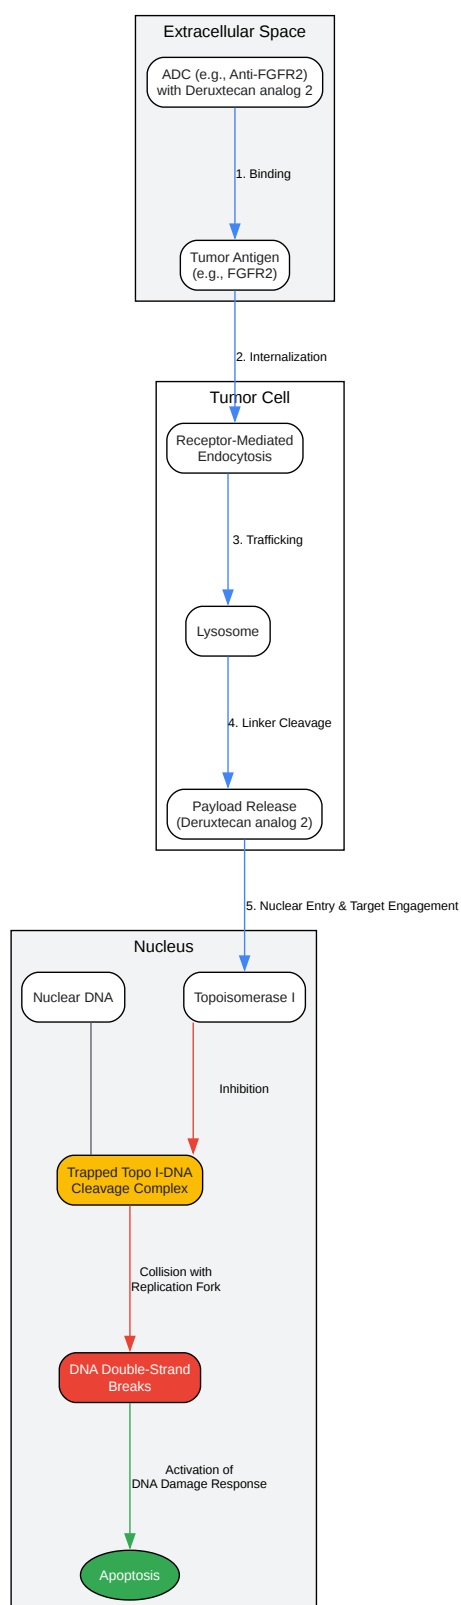 Extracellular Space
ADC (e.g., Anti-FGFR2)
with Deruxtecan analog 2
1. Binding
Tumor Antigen
(e.g., FGFR2)
2. Internalization
Tumor Cell
Receptor-Mediated
Endocytosis
3. Trafficking
Lysosome
4. Linker Cleavage
Payload Release
(Deruxtecan analog 2)
5. Nuclear Entry & Target Engagement
Nucleus
Nuclear DNA
Topoisomerase I
Inhibition
Trapped Topo I-DNA
Cleavage Complex
Collision with
Replication Fork
DNA Double-Strand
Breaks
Activation of
DNA Damage Response
Apoptosis